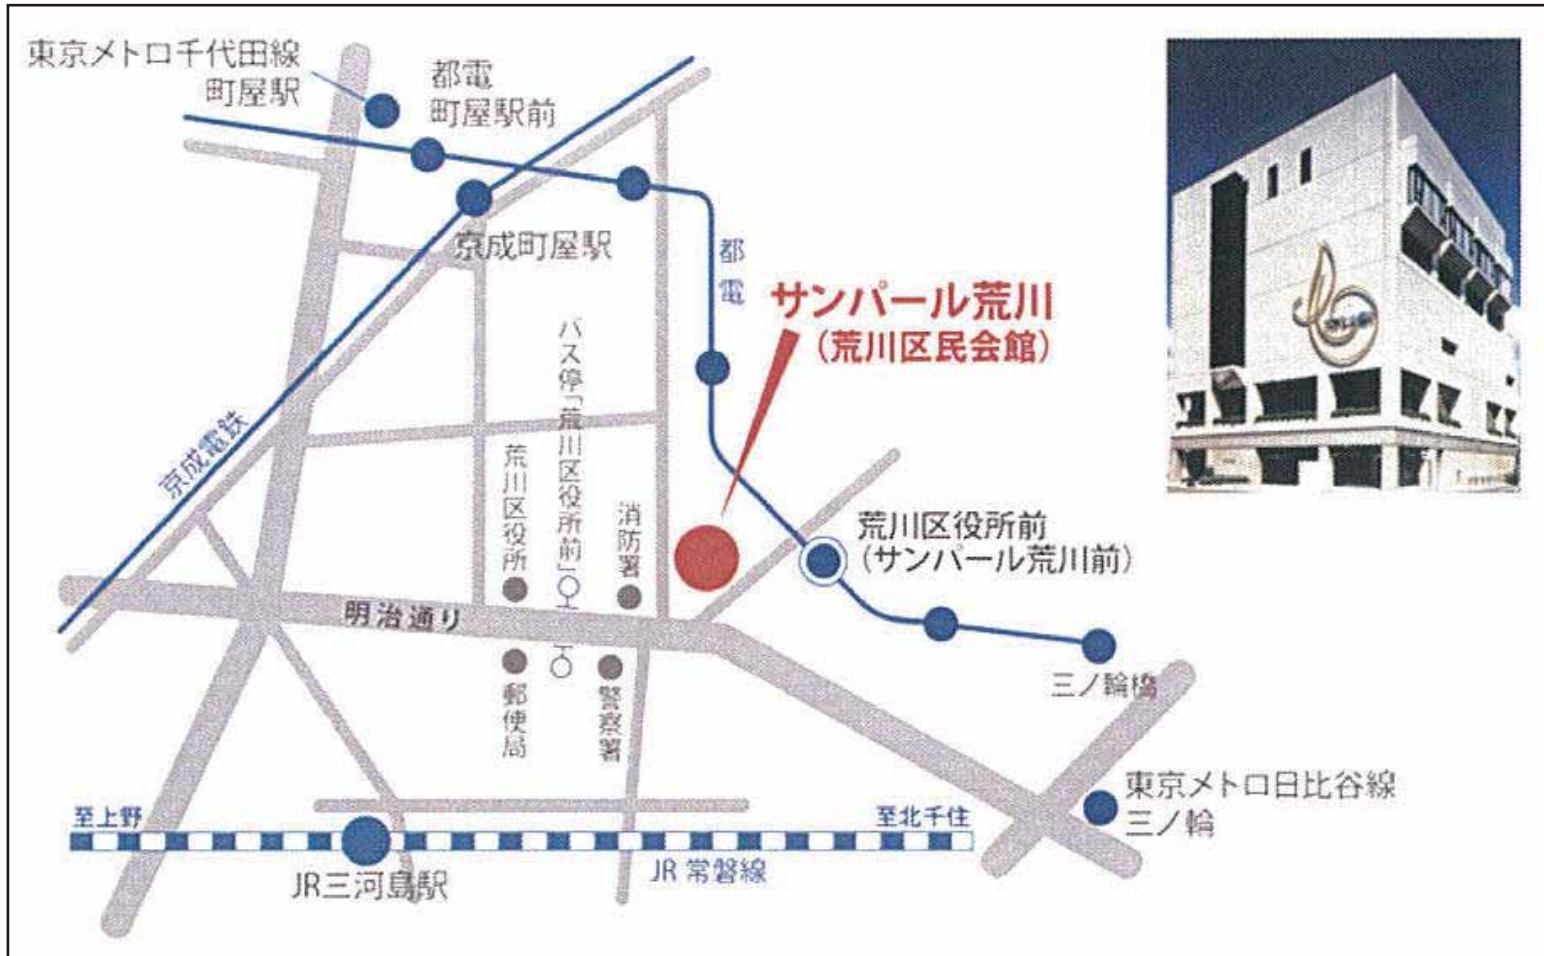 東京メトロ千代田線
町屋駅
都電
町屋駅前
京成町屋駅
都電
サンパール荒川
(荒川区民会館)
京成電鉄
バス停「荒川区役所前」
荒川区役所
消防署
荒川区役所前
(サンパール荒川前)
明治通り
郵便局
警察署
三ノ輪橋
東京メトロ日比谷線
三ノ輪
至上野
至北千住
JR三河島駅
JR 常磐線